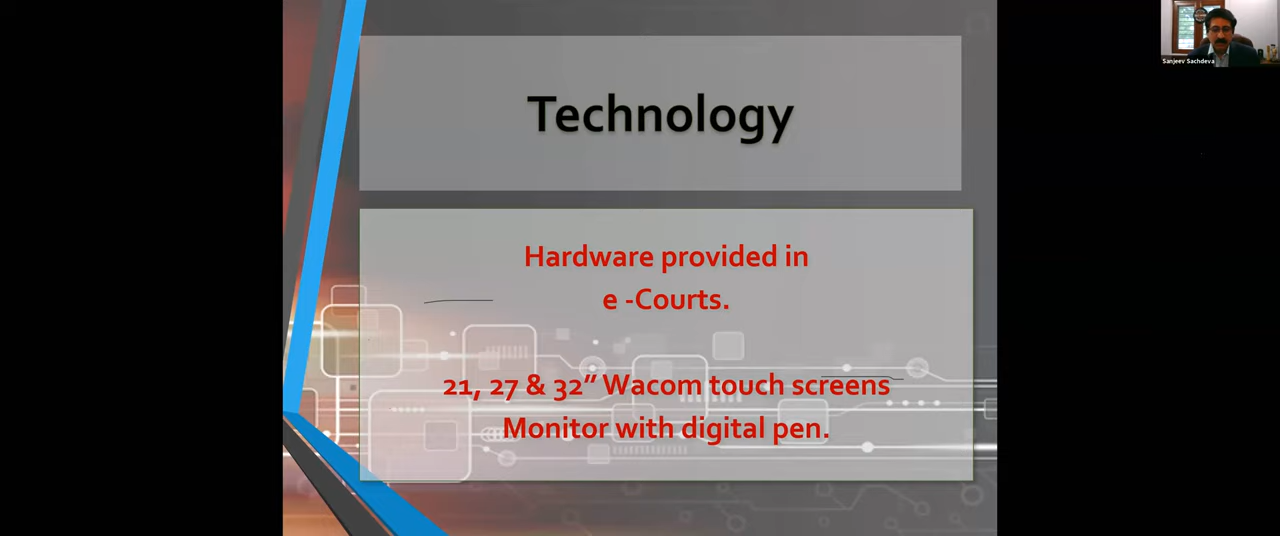 Technology
Hardware provided in
e -Courts.
21, 27 & 32” Wacom touch screens
Monitor with digital pen.
Sanjeev Sachdeva